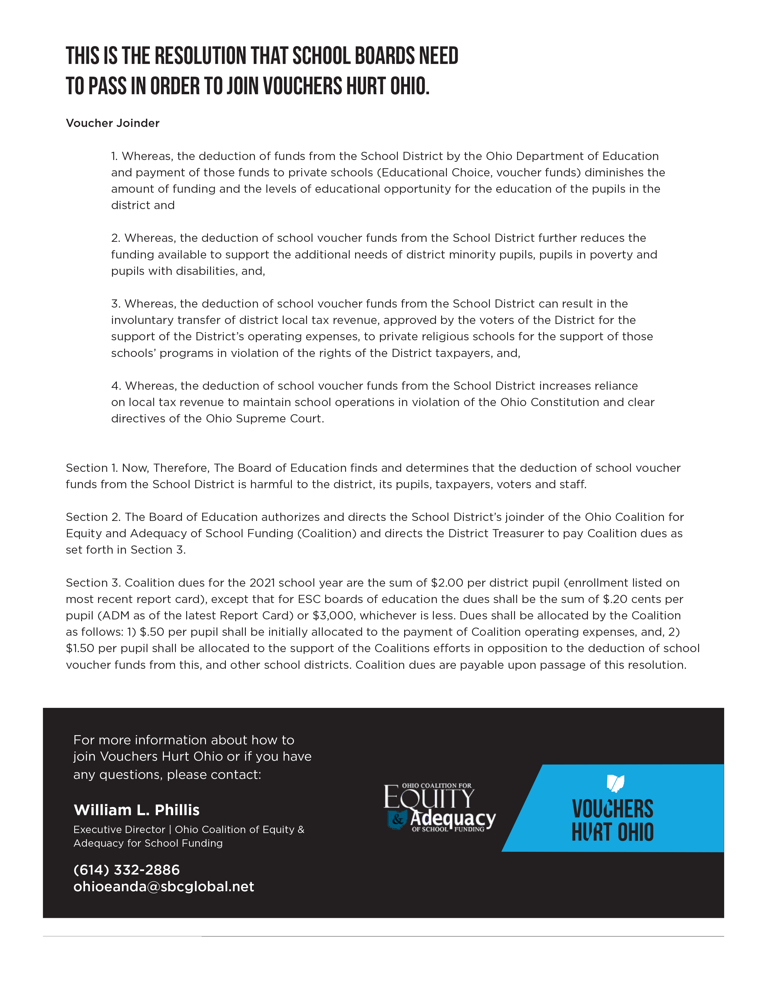 THIS IS THE RESOLUTION THAT SCHOOL BOARDS NEED
TO PASS IN ORDER TO JOIN VOUCHERS HURT OHIO.
Voucher Joinder
1. Whereas, the deduction of funds from the School District by the Ohio Department of Education
and payment of those funds to private schools (Educational Choice, voucher funds) diminishes the
amount of funding and the levels of educational opportunity for the education of the pupils in the
district and
2. Whereas, the deduction of school voucher funds from the School District further reduces the
funding available to support the additional needs of district minority pupils, pupils in poverty and
pupils with disabilities, and,
3. Whereas, the deduction of school voucher funds from the School District can result in the
involuntary transfer of district local tax revenue, approved by the voters of the District for the
support of the District’s operating expenses, to private religious schools for the support of those
schools’ programs in violation of the rights of the District taxpayers, and,
4. Whereas, the deduction of school voucher funds from the School District increases reliance
on local tax revenue to maintain school operations in violation of the Ohio Constitution and clear
directives of the Ohio Supreme Court.
Section 1. Now, Therefore, The Board of Education finds and determines that the deduction of school voucher
funds from the School District is harmful to the district, its pupils, taxpayers, voters and staff.
Section 2. The Board of Education authorizes and directs the School District’s joinder of the Ohio Coalition for
Equity and Adequacy of School Funding (Coalition) and directs the District Treasurer to pay Coalition dues as
set forth in Section 3.
Section 3. Coalition dues for the 2021 school year are the sum of $2.00 per district pupil (enrollment listed on
most recent report card), except that for ESC boards of education the dues shall be the sum of $.20 cents per
pupil (ADM as of the latest Report Card) or $3,000, whichever is less. Dues shall be allocated by the Coalition
as follows: 1) $.50 per pupil shall be initially allocated to the payment of Coalition operating expenses, and, 2)
$1.50 per pupil shall be allocated to the support of the Coalitions efforts in opposition to the deduction of school
voucher funds from this, and other school districts. Coalition dues are payable upon passage of this resolution.
For more information about how to
join Vouchers Hurt Ohio or if you have
any questions, please contact:
William L. Phillis
Executive Director | Ohio Coalition of Equity &
Adequacy for School Funding
(614) 332-2886
ohioeanda@sbcglobal.net
OHIO COALITION FOR
EQUITY
& Adequacy
OF SCHOOL FUNDING
VOUCHERS
HURT OHIO